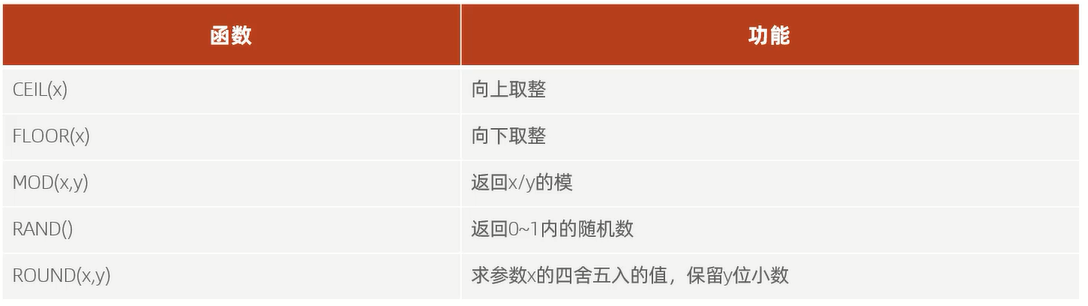 函数 功能
CEIL(x) 向上取整
FLOOR(x) 向下取整
MOD(x,y) 返回x/y的模
RAND() 返回0~1内的随机数
ROUND(x,y) 求参数x的四舍五入的值，保留y位小数